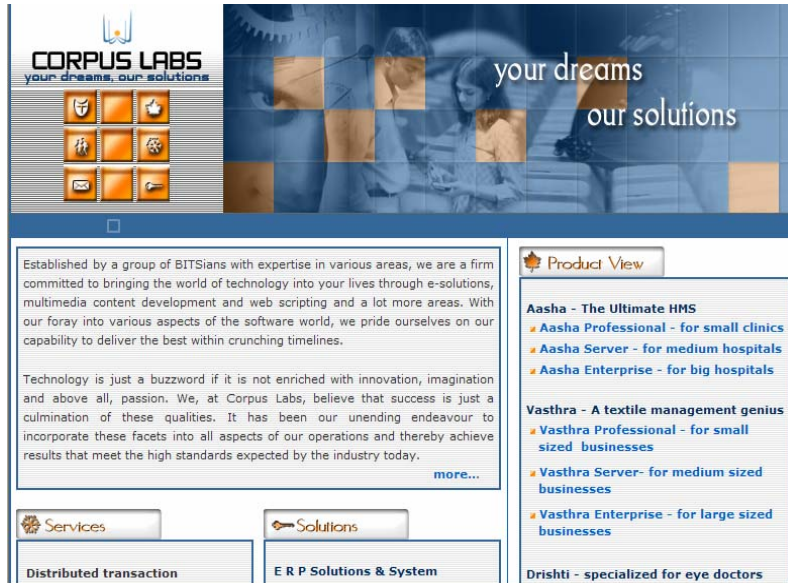 CORPUS LABS
your dreams, our solutions
your dreams
our solutions
Established by a group of BITSians with expertise in various areas, we are a firm
committed to bringing the world of technology into your lives through e-solutions,
multimedia content development and web scripting and a lot more areas. With
our foray into various aspects of the software world, we pride ourselves on our
capability to deliver the best within crunching timelines.
Technology is just a buzzword if it is not enriched with innovation, imagination
and above all, passion. We, at Corpus Labs, believe that success is just a
culmination of these qualities. It has been our unending endeavour to
incorporate these facets into all aspects of our operations and thereby achieve
results that meet the high standards expected by the industry today.
more...
Services
Distributed transaction
Solutions
E R P Solutions & System
Product View
Aasha - The Ultimate HMS
Aasha Professional - for small clinics
Aasha Server - for medium hospitals
Aasha Enterprise - for big hospitals
Vasthra - A textile management genius
Vasthra Professional - for small
sized businesses
Vasthra Server- for medium sized
businesses
Vasthra Enterprise - for large sized
businesses
Drishti - specialized for eye doctors